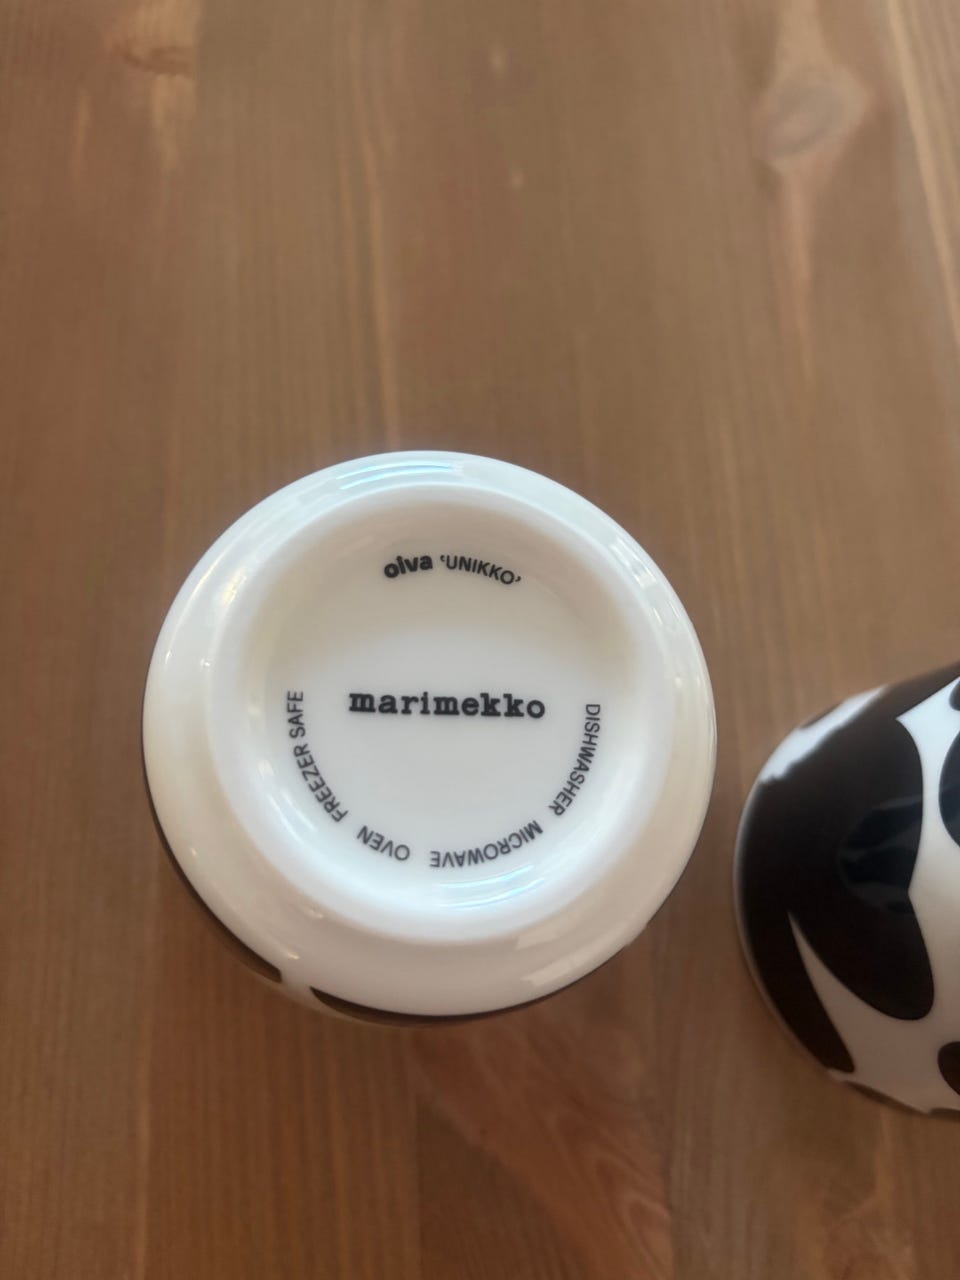 oiva ‘UNIKKO’
marimekko
DISHWASHER MICROWAVE OVEN FREEZER SAFE